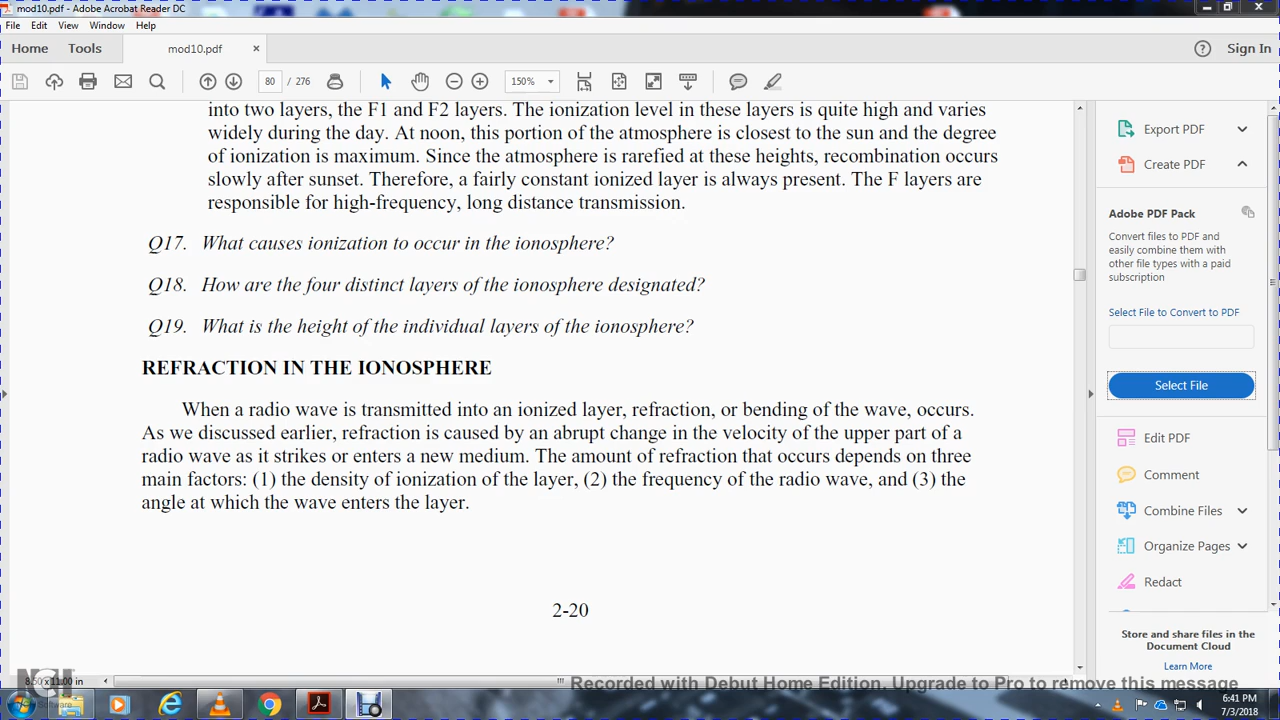 mod10.pdf - Adobe Acrobat Reader DC
File Edit View Window Help
Home Tools mod10.pdf × Sign In
80 / 276 150%
into two layers, the F1 and F2 layers. The ionization level in these layers is quite high and varies
widely during the day. At noon, this portion of the atmosphere is closest to the sun and the degree
of ionization is maximum. Since the atmosphere is rarefied at these heights, recombination occurs
slowly after sunset. Therefore, a fairly constant ionized layer is always present. The F layers are
responsible for high-frequency, long distance transmission.
Q17. What causes ionization to occur in the ionosphere?
Q18. How are the four distinct layers of the ionosphere designated?
Q19. What is the height of the individual layers of the ionosphere?
REFRACTION IN THE IONOSPHERE
When a radio wave is transmitted into an ionized layer, refraction, or bending of the wave, occurs.
As we discussed earlier, refraction is caused by an abrupt change in the velocity of the upper part of a
radio wave as it strikes or enters a new medium. The amount of refraction that occurs depends on three
main factors: (1) the density of ionization of the layer, (2) the frequency of the radio wave, and (3) the
angle at which the wave enters the layer.
2-20
Export PDF
Create PDF
Adobe PDF Pack
Convert files to PDF and
easily combine them with
other file types with a paid
subscription
Select File to Convert to PDF
Select File
Edit PDF
Comment
Combine Files
Organize Pages
Redact
Store and share files in the
Document Cloud
Learn More
8.50 x 11.00 in
Recorded with Debut Home Edition. Upgrade to Pro to remove this message
NCH
Software
6:41 PM
7/3/2018